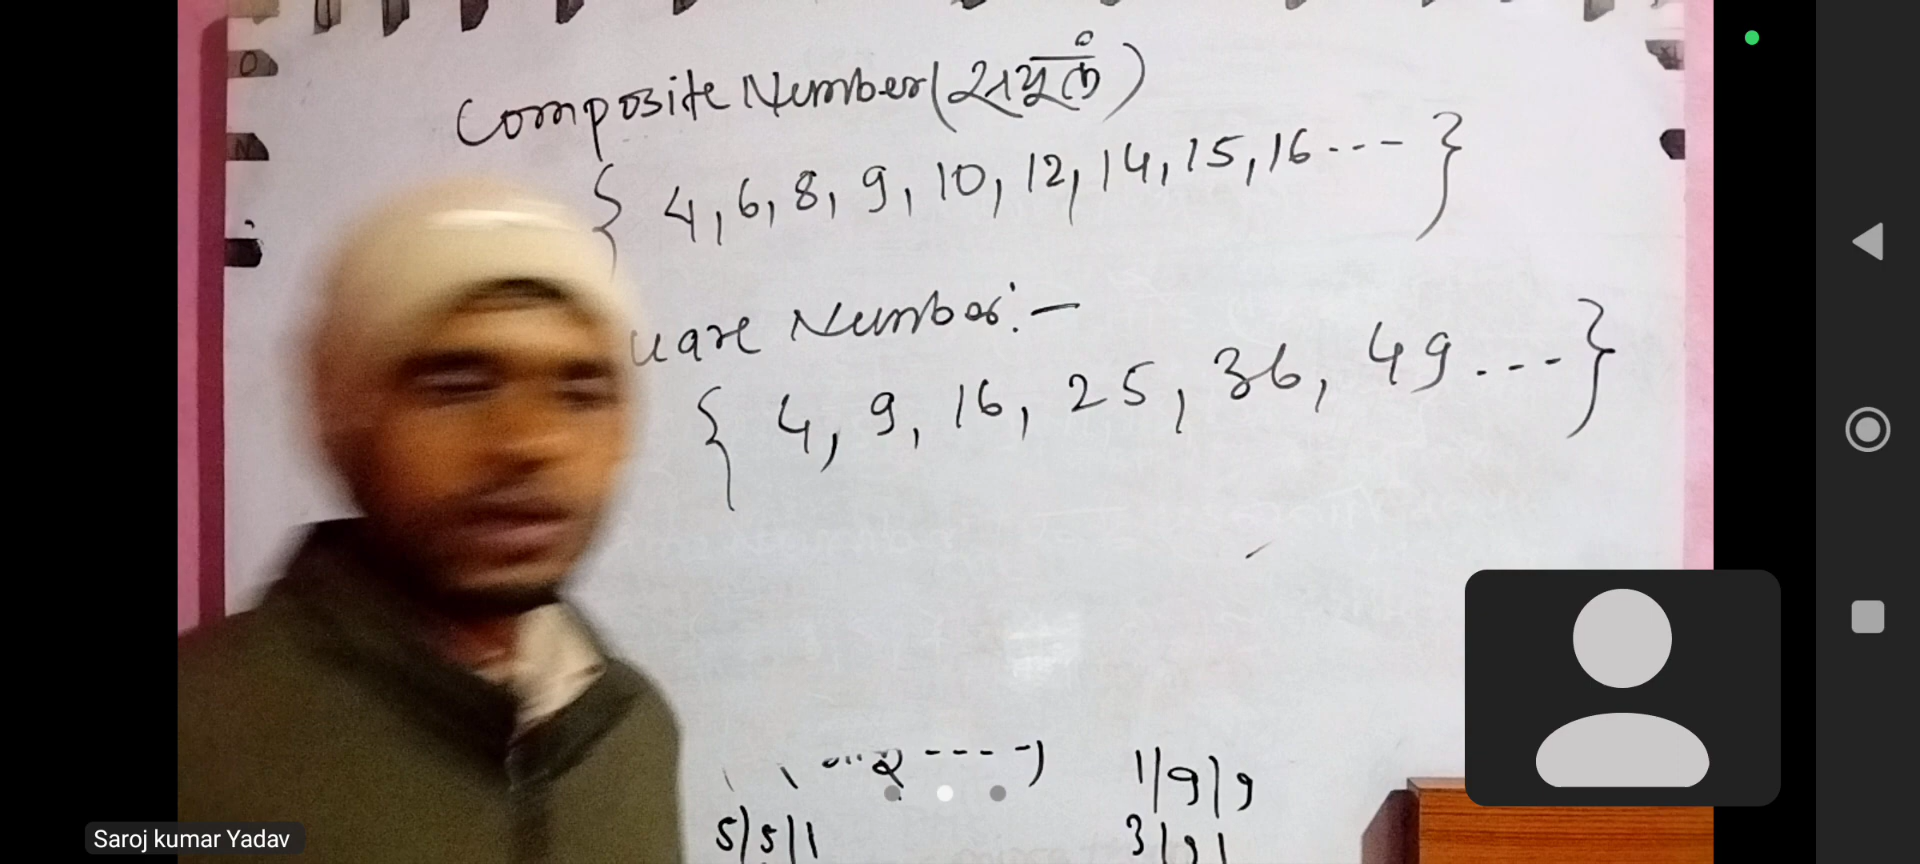 Composite Number (संयुक्त)
{ 4, 6, 8, 9, 10, 12, 14, 15, 16 --- }
uare Number:-
{ 4, 9, 16, 25, 36, 49 --- }
1/9/9
5/5/1
Saroj kumar Yadav